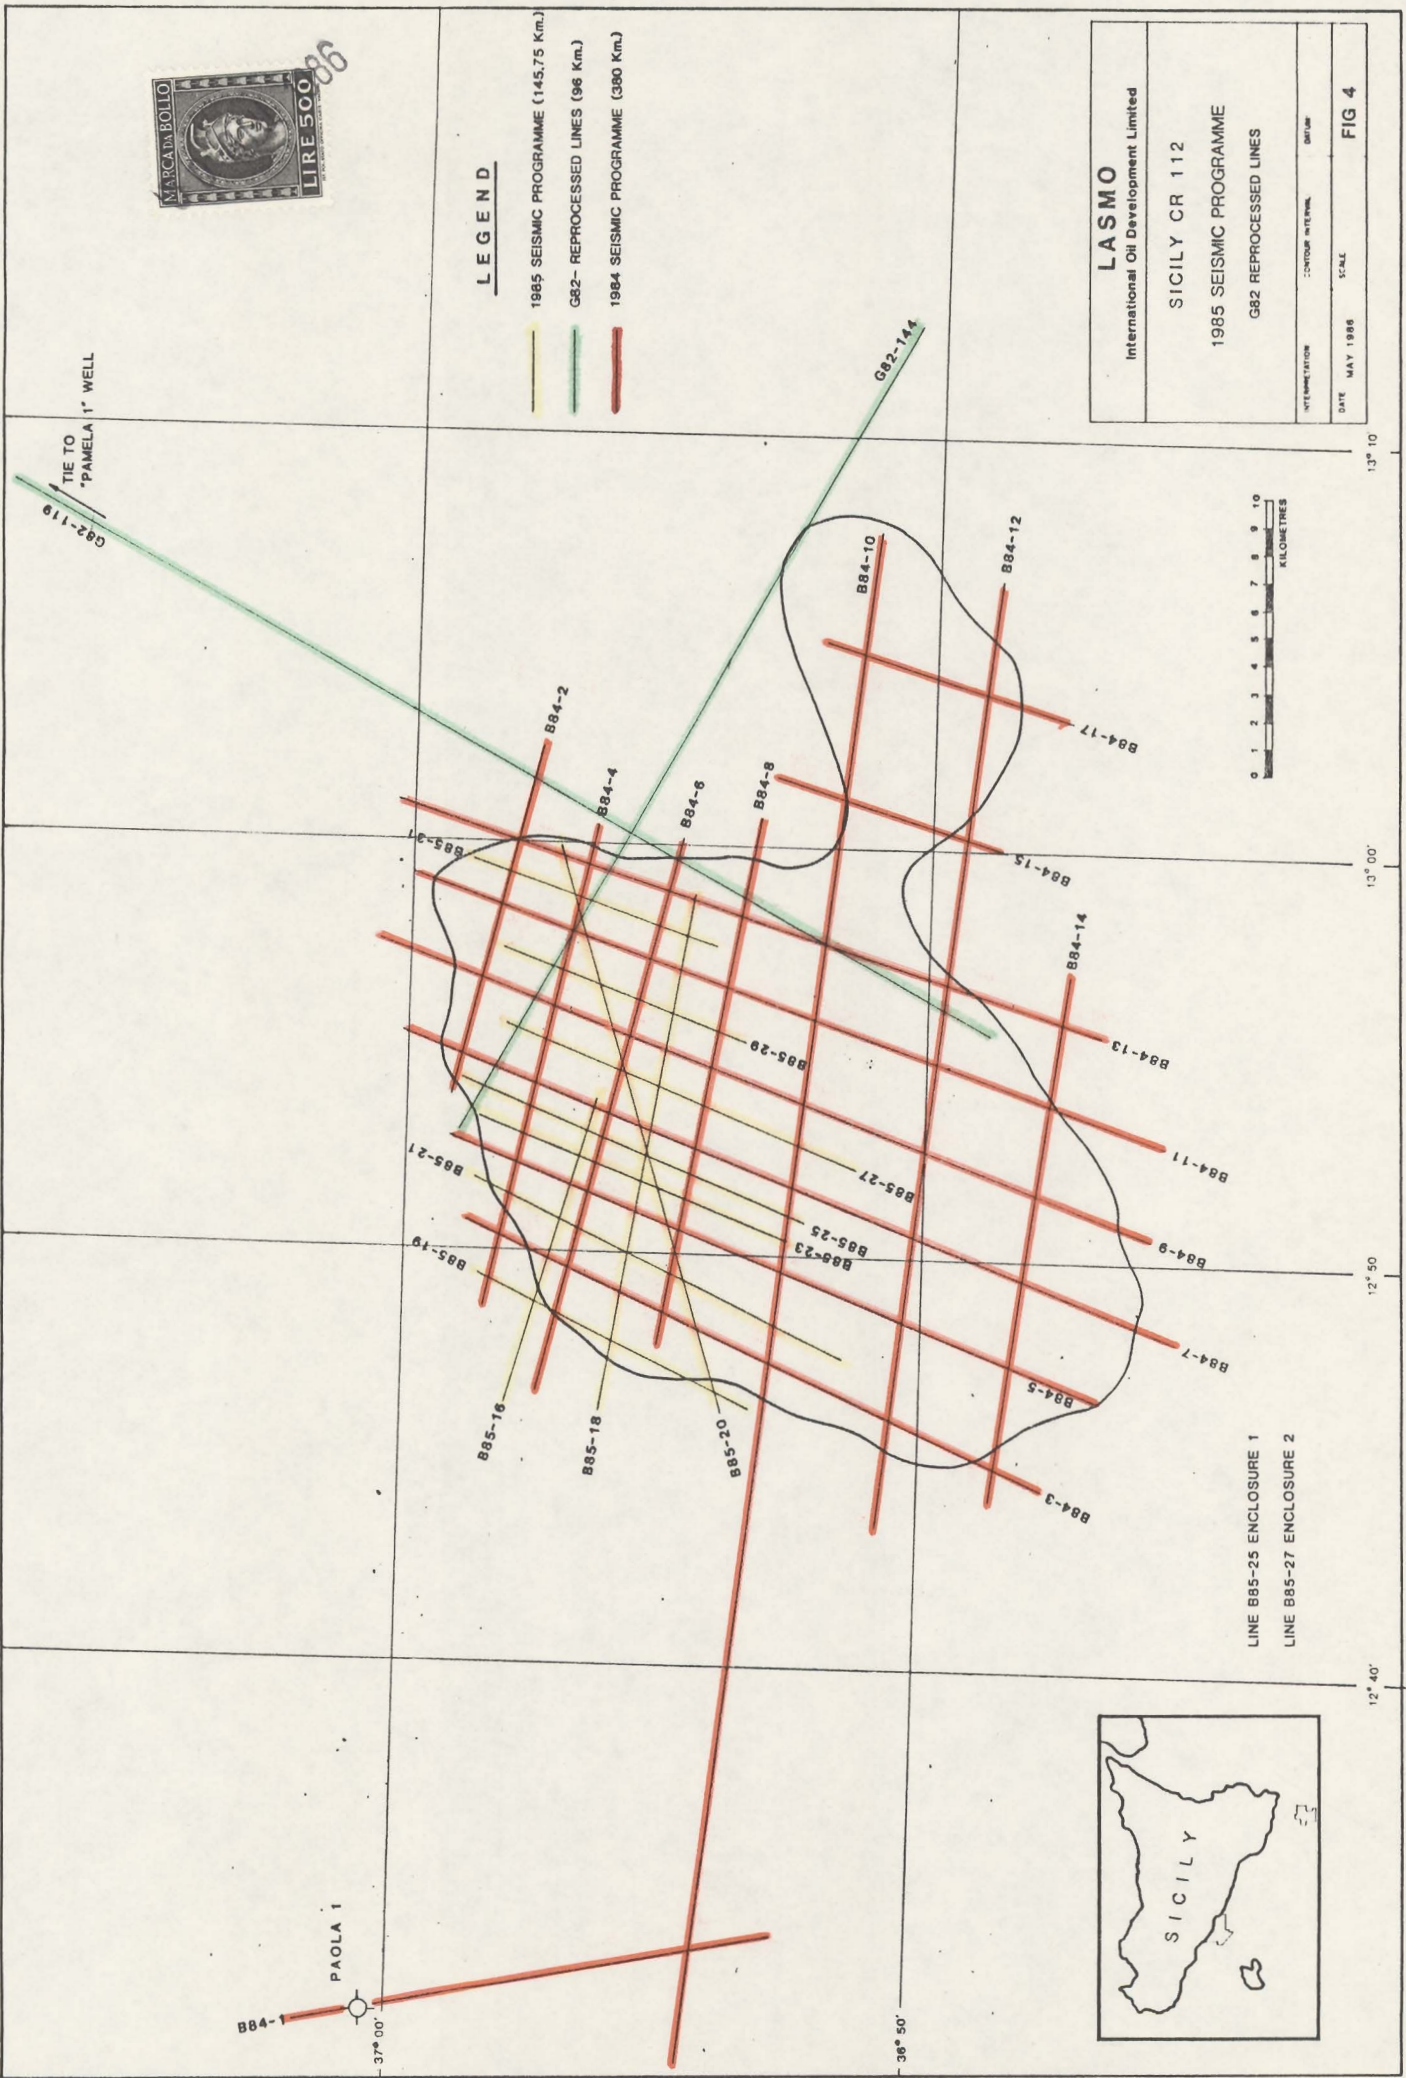 MARCA DA BOLLO
LIRE 500
86
LEGEND
1985 SEISMIC PROGRAMME (145.75 Km.)
G82- REPROCESSED LINES (96 Km.)
1984 SEISMIC PROGRAMME (380 Km.)
TIE TO
"PAMELA 1" WELL
G82-119
G82-144
B84-2
B84-4
B84-6
B84-8
B84-10
B84-12
B84-14
B84-17
B84-15
B84-13
B84-11
B84-9
B84-7
B84-5
B84-3
B84-1
B85-31
B85-29
B85-27
B85-25
B85-23
B85-21
B85-19
B85-16
B85-18
B85-20
PAOLA 1
37° 00'
36° 50'
12° 40'
12° 50'
13° 00'
13° 10'
0 1 2 3 4 5 6 7 8 9 10
KILOMETRES
LINE B85-25 ENCLOSURE 1
LINE B85-27 ENCLOSURE 2
SICILY
LASMO
International Oil Development Limited
SICILY CR 112
1985 SEISMIC PROGRAMME
G82 REPROCESSED LINES
INTERPRETATION
CONTOUR INTERVAL
DATUM
DATE MAY 1986
SCALE
FIG 4